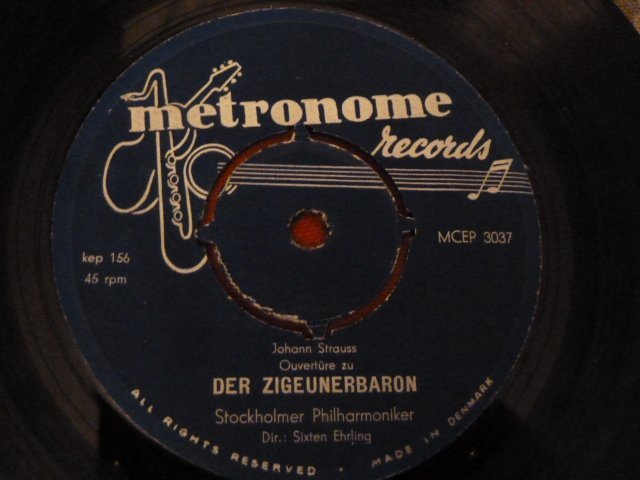 metronome
records
kep 156
45 rpm
MCEP 3037
Johann Strauss
Ouvertüre zu
DER ZIGEUNERBARON
Stockholmer Philharmoniker
Dir.: Sixten Ehrling
ALL RIGHTS RESERVED · MADE IN DENMARK